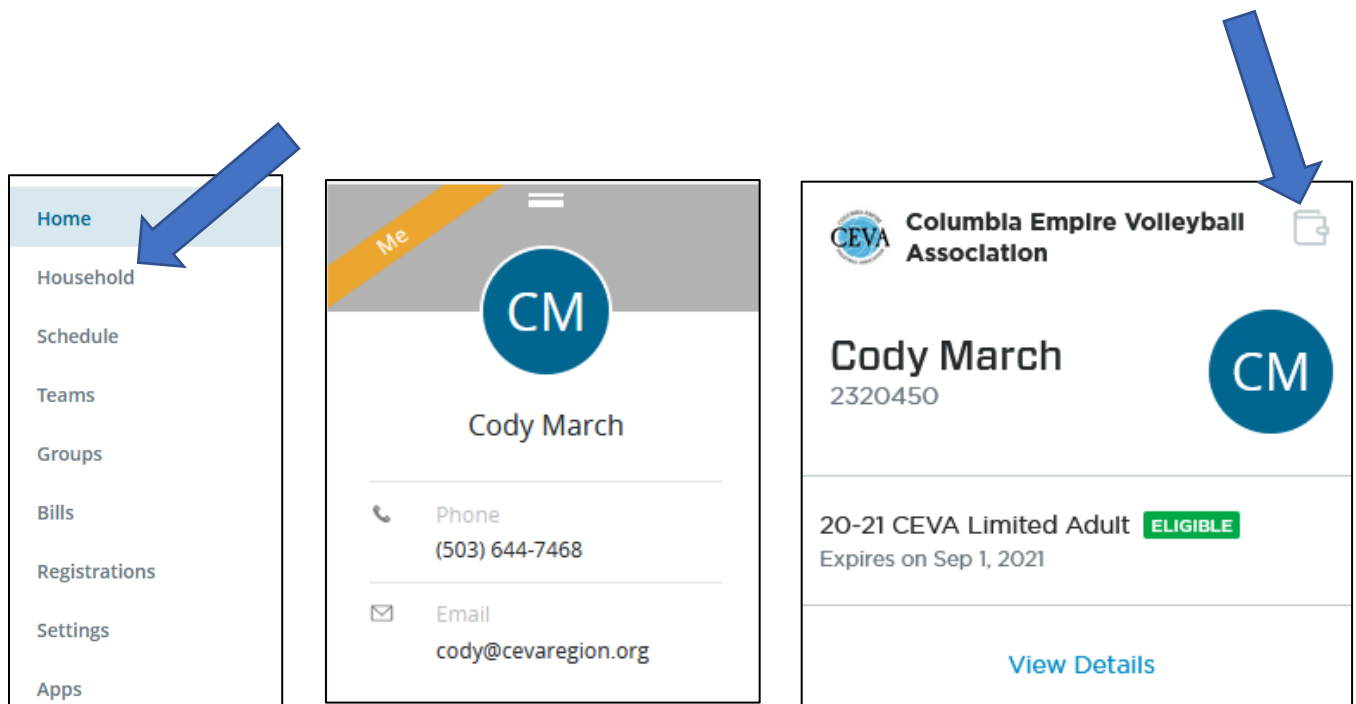 Home
Household
Schedule
Teams
Groups
Bills
Registrations
Settings
Apps
Me
CM
Cody March
Phone
(503) 644-7468
Email
cody@cevaregion.org
CEVA
Columbia Empire Volleyball
Association
Cody March
2320450
CM
20-21 CEVA Limited Adult ELIGIBLE
Expires on Sep 1, 2021
View Details